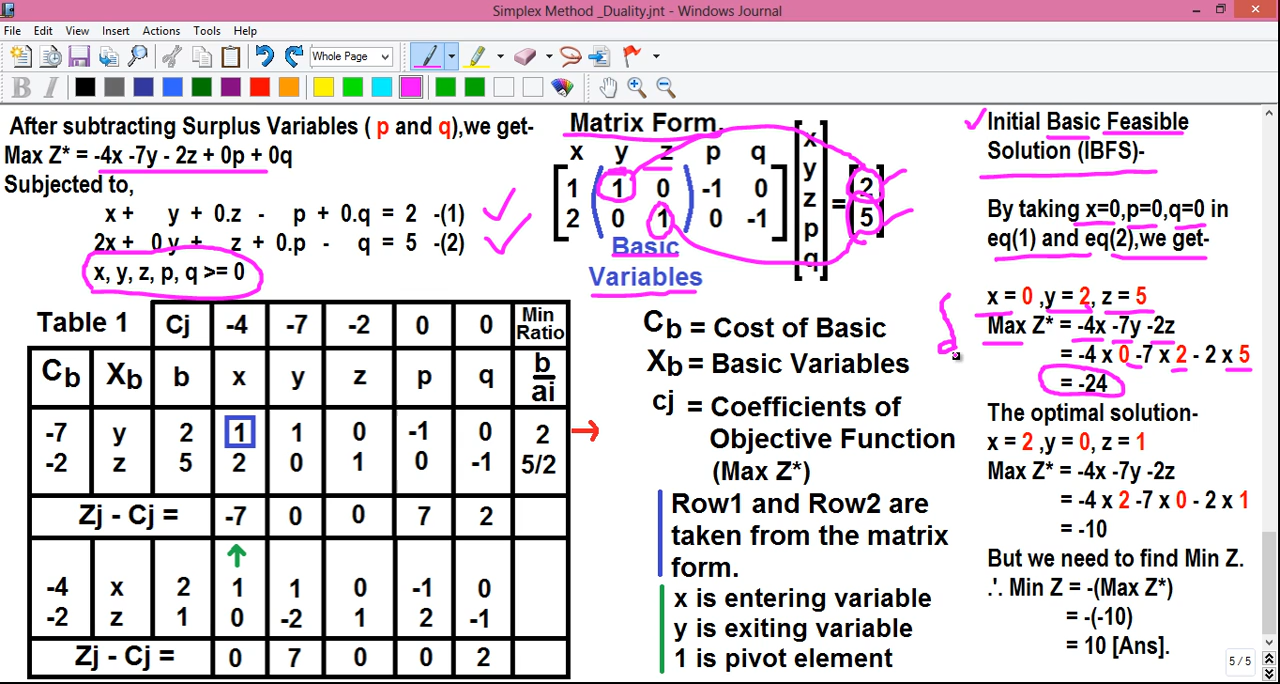 Simplex Method _Duality.jnt - Windows Journal
File Edit View Insert Actions Tools Help
Whole Page
B I
After subtracting Surplus Variables ( p and q),we get-
Max Z* = -4x -7y - 2z + 0p + 0q
Subjected to,
x + y + 0.z - p + 0.q = 2 -(1)
2x + 0.y + z + 0.p - q = 5 -(2)
x, y, z, p, q >= 0
Matrix Form.
x y z p q
1 1 0 -1 0
2 0 1 0 -1
x
y
z
p
q
=
2
5
Basic
Variables
Table 1 Cj -4 -7 -2 0 0 Min Ratio
Cb Xb b x y z p q b/ai
-7 y 2 1 1 0 -1 0 2
-2 z 5 2 0 1 0 -1 5/2
Zj - Cj = -7 0 0 7 2
-4 x 2 1 1 0 -1 0
-2 z 1 0 -2 1 2 -1
Zj - Cj = 0 7 0 0 2
Cb = Cost of Basic
Xb = Basic Variables
cj = Coefficients of
Objective Function
(Max Z*)
Row1 and Row2 are
taken from the matrix
form.
x is entering variable
y is exiting variable
1 is pivot element
Initial Basic Feasible
Solution (IBFS)-
By taking x=0,p=0,q=0 in
eq(1) and eq(2),we get-
x = 0 ,y = 2, z = 5
Max Z* = -4x -7y -2z
= -4 x 0 -7 x 2 - 2 x 5
= -24
The optimal solution-
x = 2 ,y = 0, z = 1
Max Z* = -4x -7y -2z
= -4 x 2 -7 x 0 - 2 x 1
= -10
But we need to find Min Z.
∴ Min Z = -(Max Z*)
= -(-10)
= 10 [Ans].
5 / 5